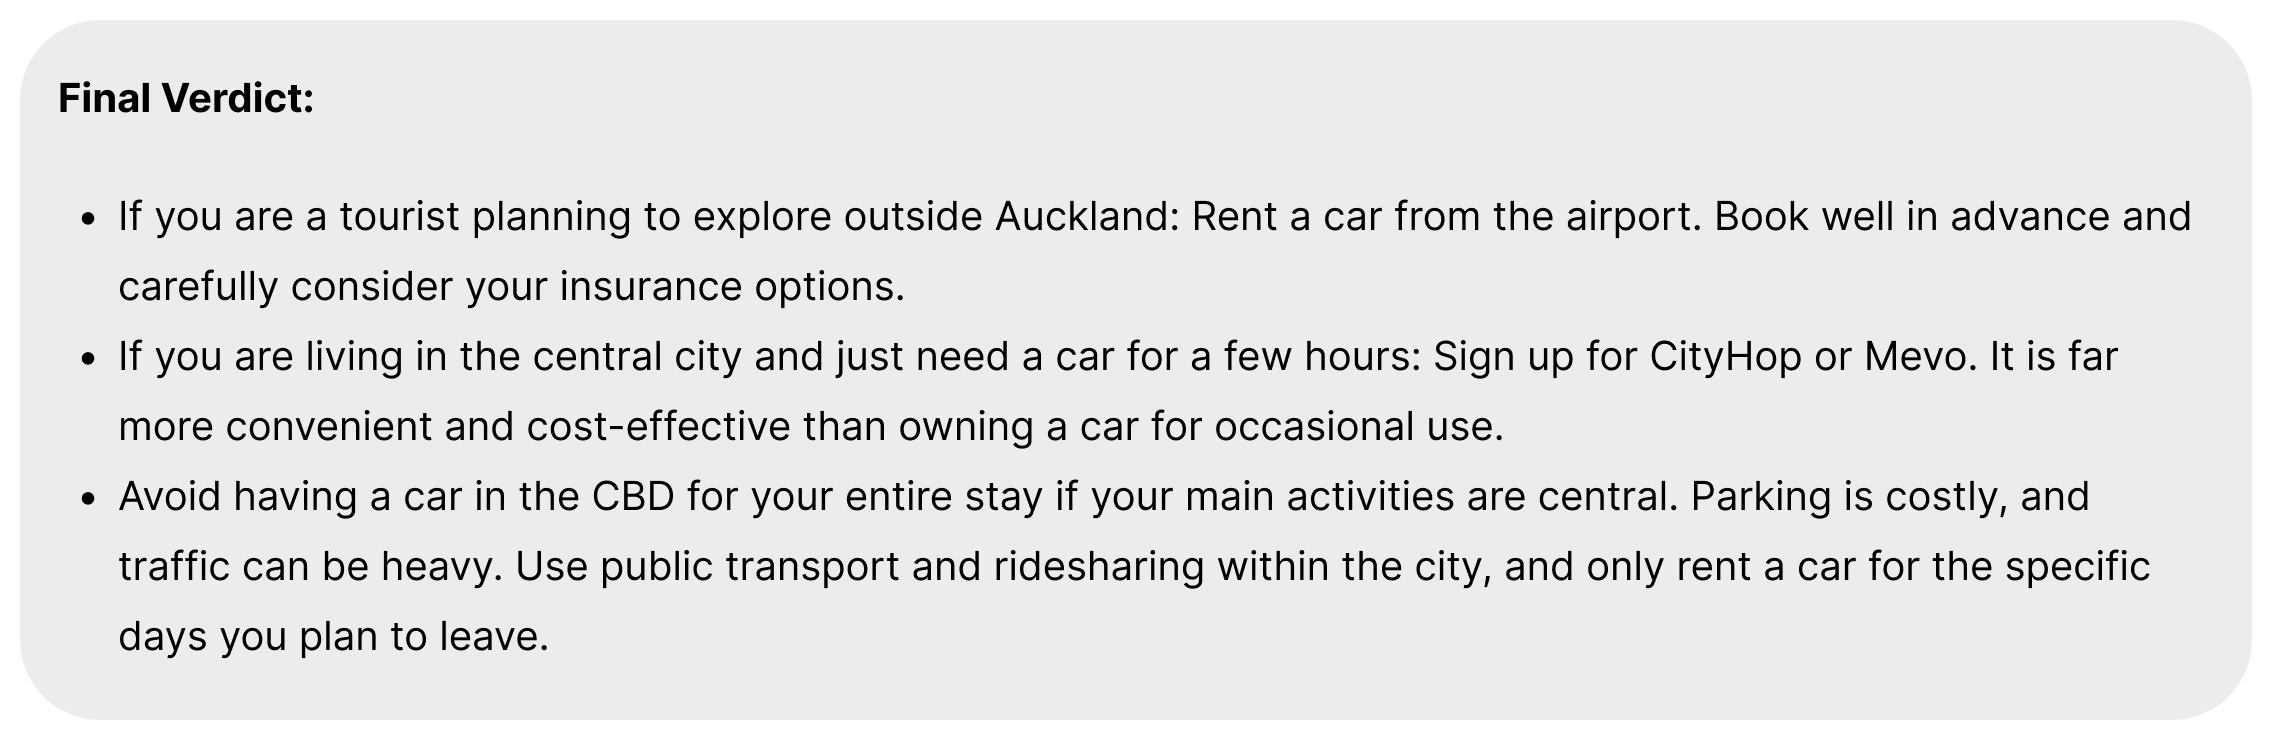 Final Verdict:
• If you are a tourist planning to explore outside Auckland: Rent a car from the airport. Book well in advance and
carefully consider your insurance options.
• If you are living in the central city and just need a car for a few hours: Sign up for CityHop or Mevo. It is far
more convenient and cost-effective than owning a car for occasional use.
• Avoid having a car in the CBD for your entire stay if your main activities are central. Parking is costly, and
traffic can be heavy. Use public transport and ridesharing within the city, and only rent a car for the specific
days you plan to leave.